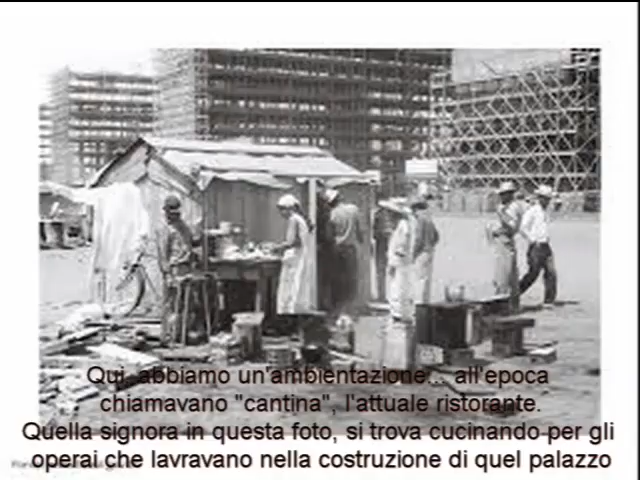 Qui, abbiamo un'ambientazione... all'epoca
chiamavano "cantina", l'attuale ristorante.
Quella signora in questa foto, si trova cucinando per gli
operai che lavravano nella costruzione di quel palazzo